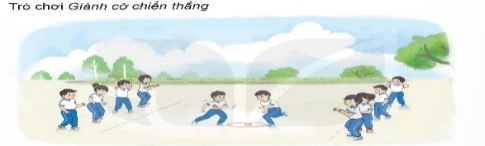 Trò chơi Giành cờ chiến thắng